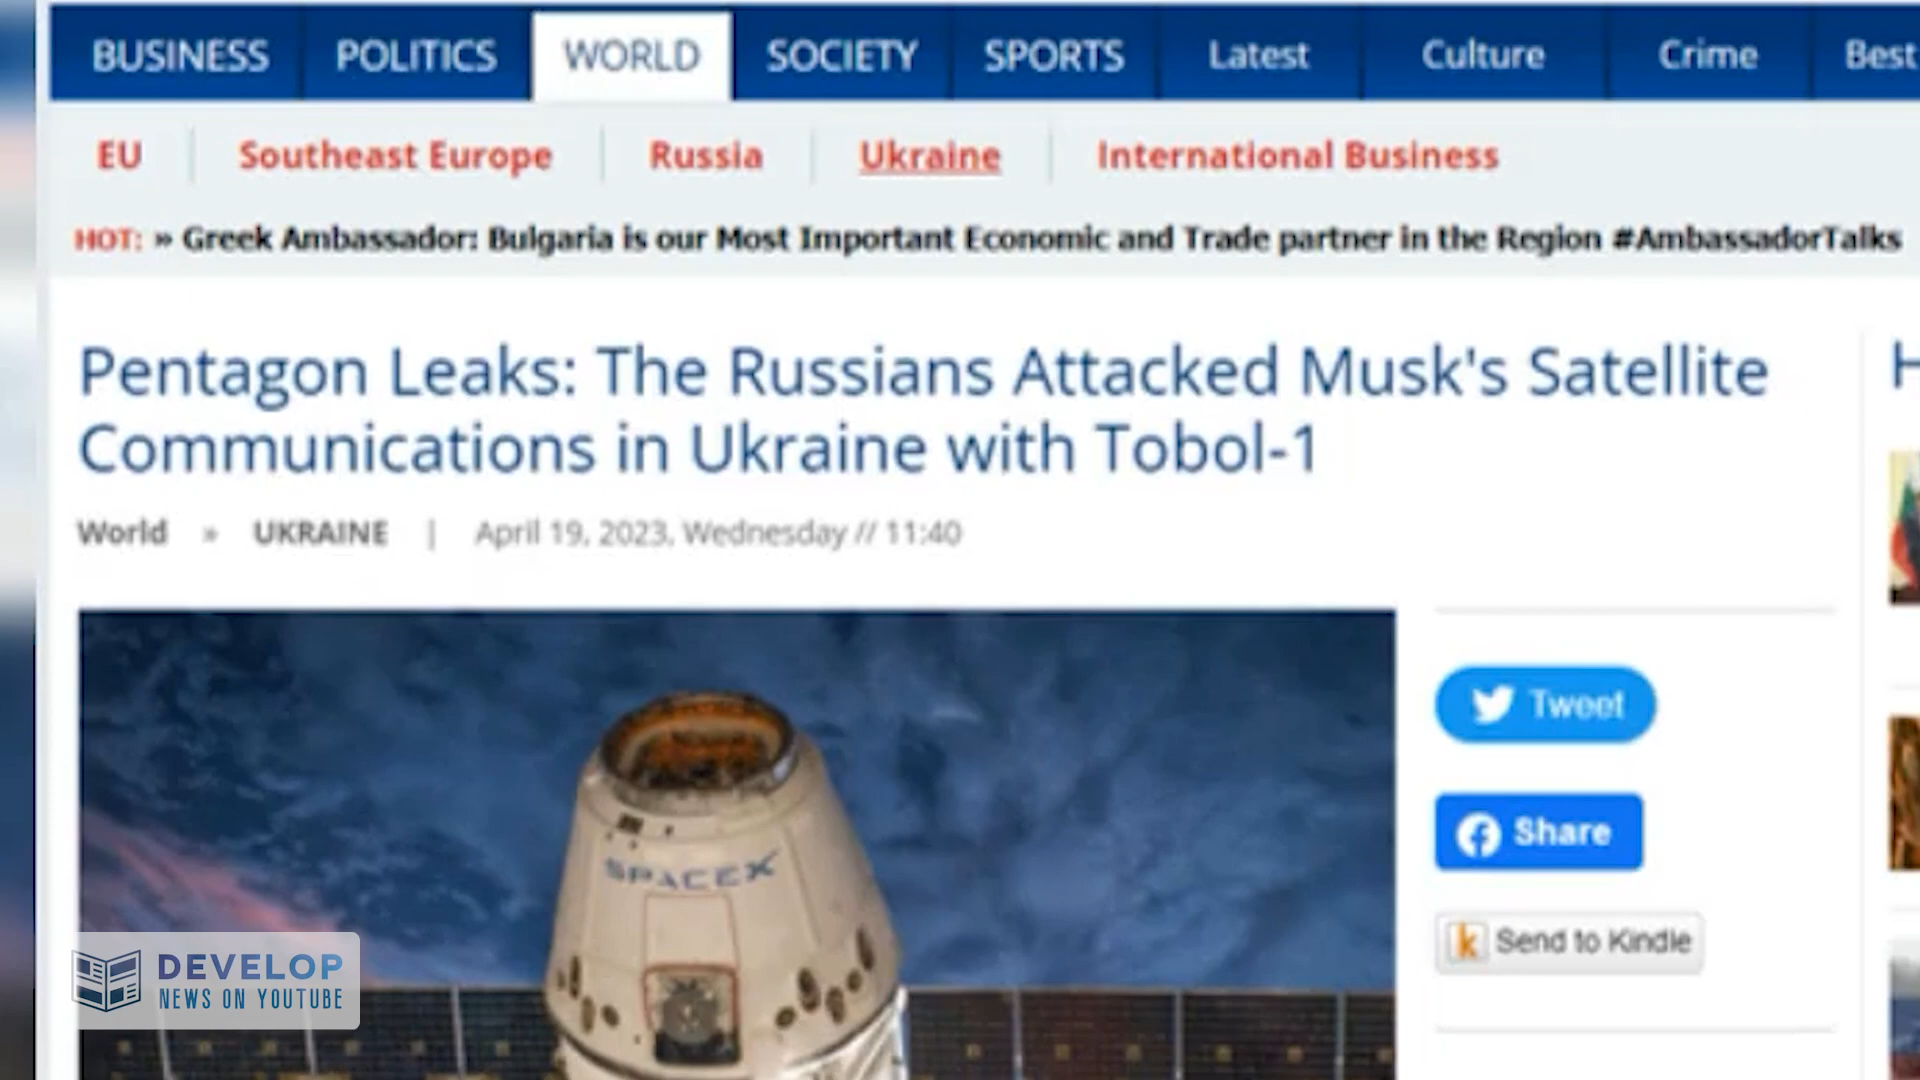 BUSINESS POLITICS WORLD SOCIETY SPORTS Latest Culture Crime Best
EU Southeast Europe Russia Ukraine International Business
HOT: » Greek Ambassador: Bulgaria is our Most Important Economic and Trade partner in the Region #AmbassadorTalks
Pentagon Leaks: The Russians Attacked Musk's Satellite
Communications in Ukraine with Tobol-1
H
World » UKRAINE | April 19, 2023, Wednesday // 11:40
Tweet
Share
SPACEX
Send to Kindle
DEVELOP
NEWS ON YOUTUBE